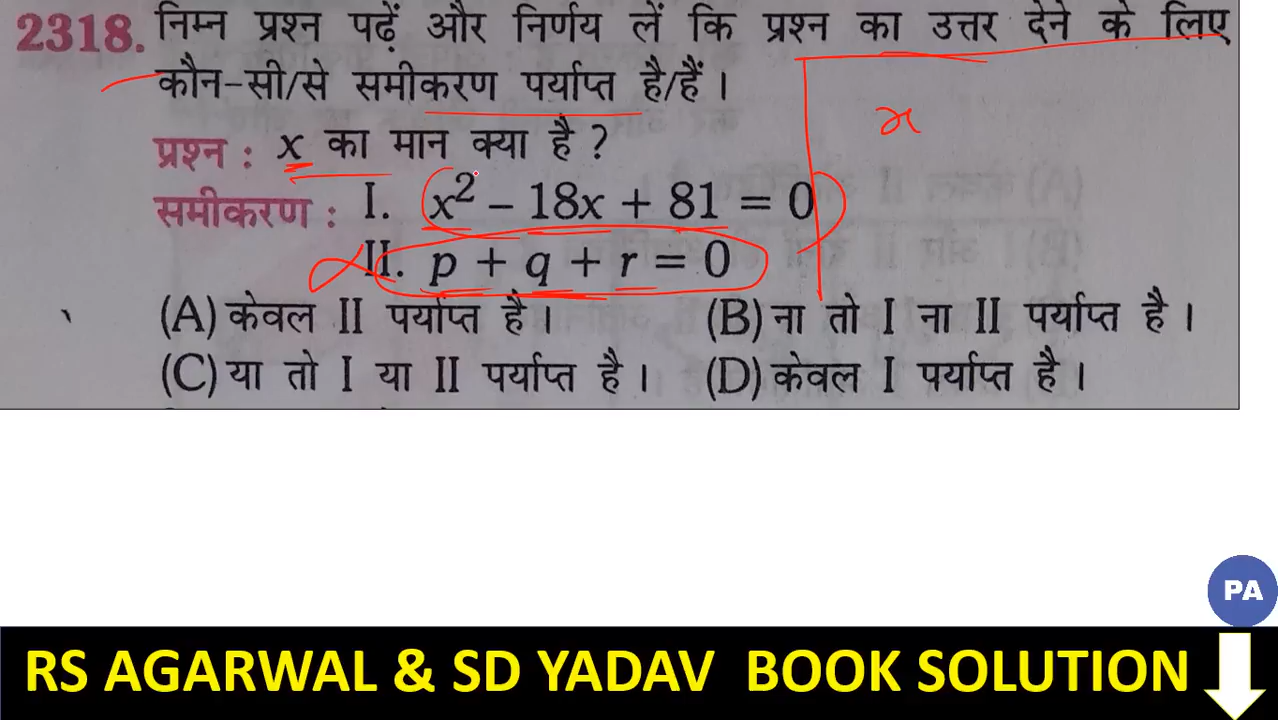 2318. निम्न प्रश्न पढ़ें और निर्णय लें कि प्रश्न का उत्तर देने के लिए
कौन-सी/से समीकरण पर्याप्त है/हैं ।
x
प्रश्न : x का मान क्या है ?
समीकरण : I. x² – 18x + 81 = 0
II. p + q + r = 0
(A) केवल II पर्याप्त है । (B) ना तो I ना II पर्याप्त है ।
(C) या तो I या II पर्याप्त है । (D) केवल I पर्याप्त है ।
PA
RS AGARWAL & SD YADAV BOOK SOLUTION